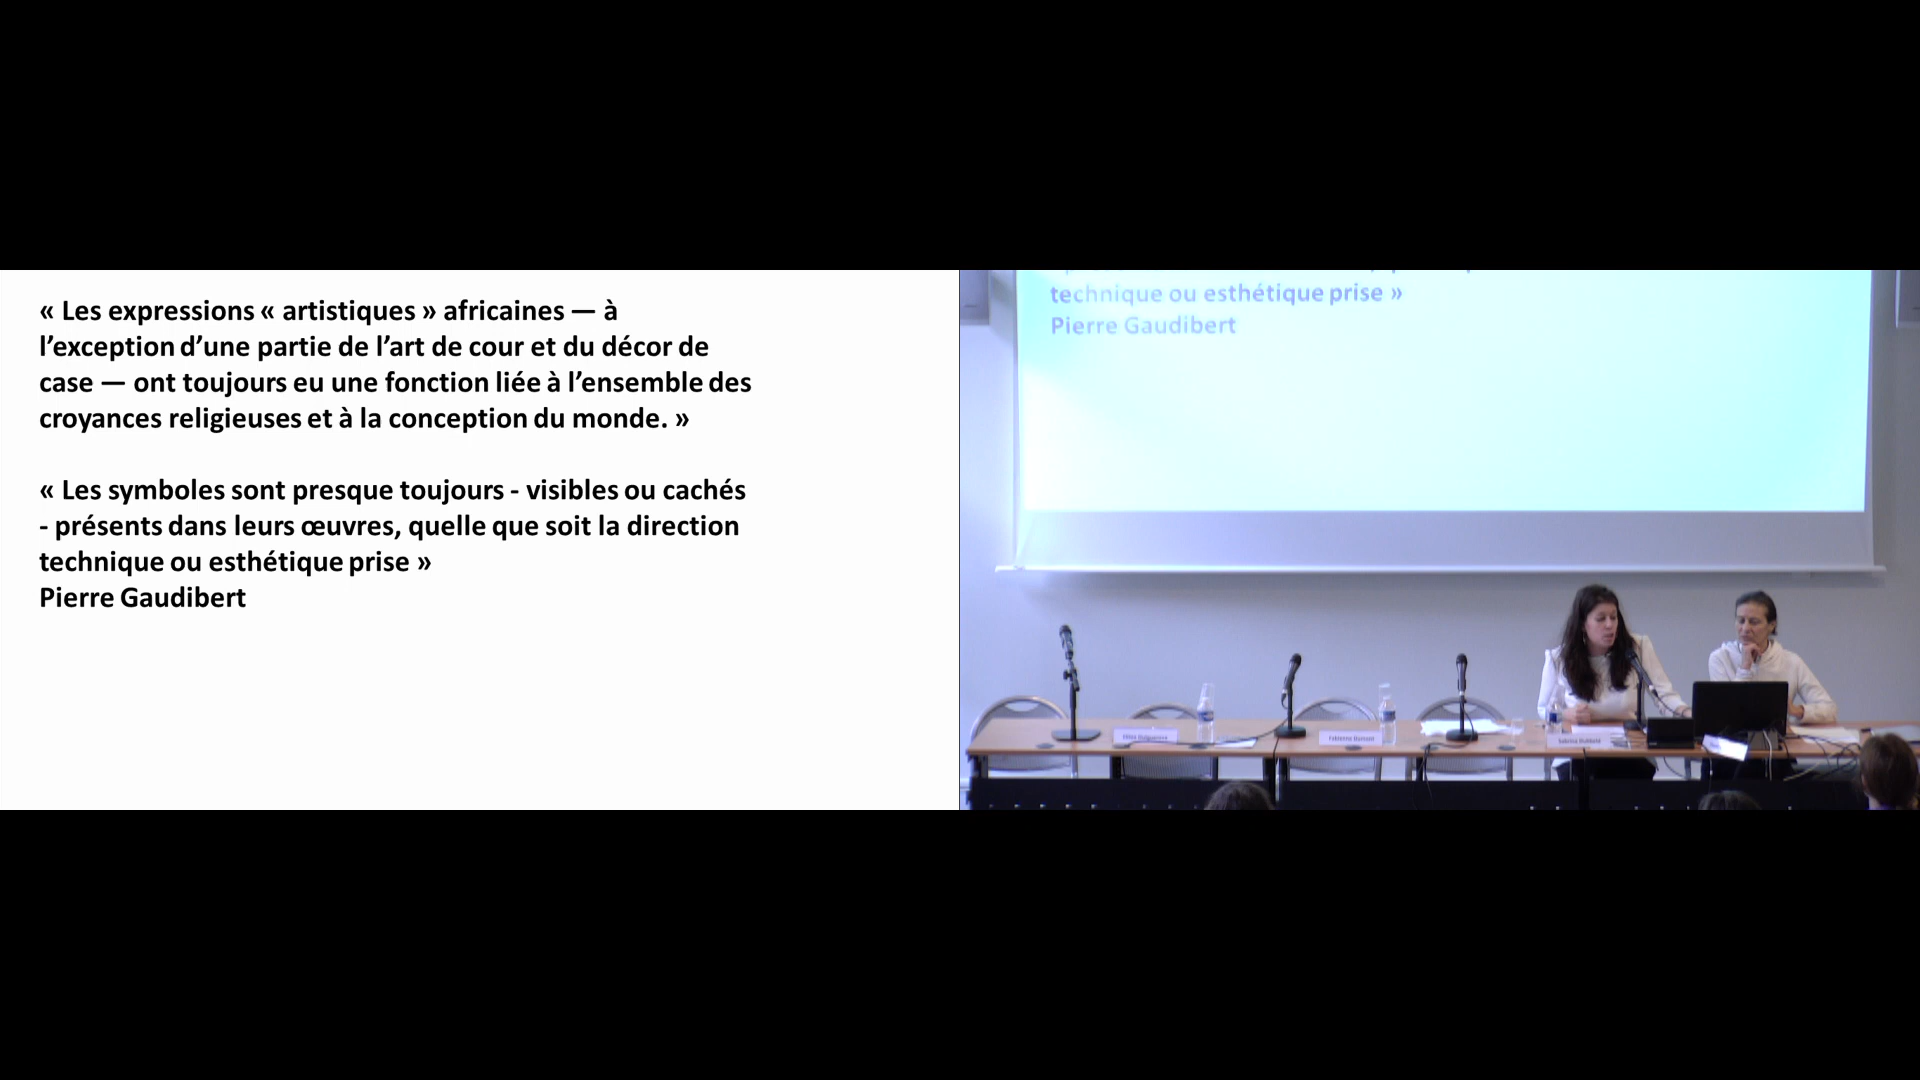 « Les expressions « artistiques » africaines — à
l’exception d’une partie de l’art de cour et du décor de
case — ont toujours eu une fonction liée à l’ensemble des
croyances religieuses et à la conception du monde. »
« Les symboles sont presque toujours - visibles ou cachés
- présents dans leurs œuvres, quelle que soit la direction
technique ou esthétique prise »
Pierre Gaudibert
technique ou esthétique prise »
Pierre Gaudibert
Fabienne Dumont